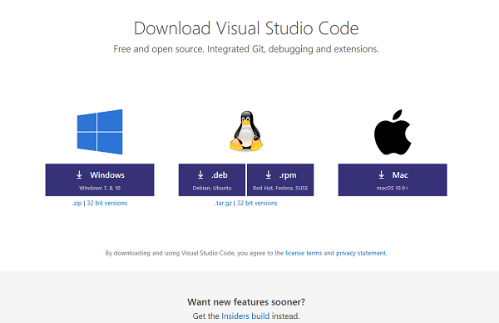 Download Visual Studio Code
Free and open source. Integrated Git, debugging and extensions.
Windows
Windows 7, 8, 10
.zip | 32 bit versions
.deb
Debian, Ubuntu
.rpm
Red Hat, Fedora, SUSE
.tar.gz | 32 bit versions
Mac
macOS 10.9+
By downloading and using Visual Studio Code, you agree to the license terms and privacy statement.
Want new features sooner?
Get the Insiders build instead.